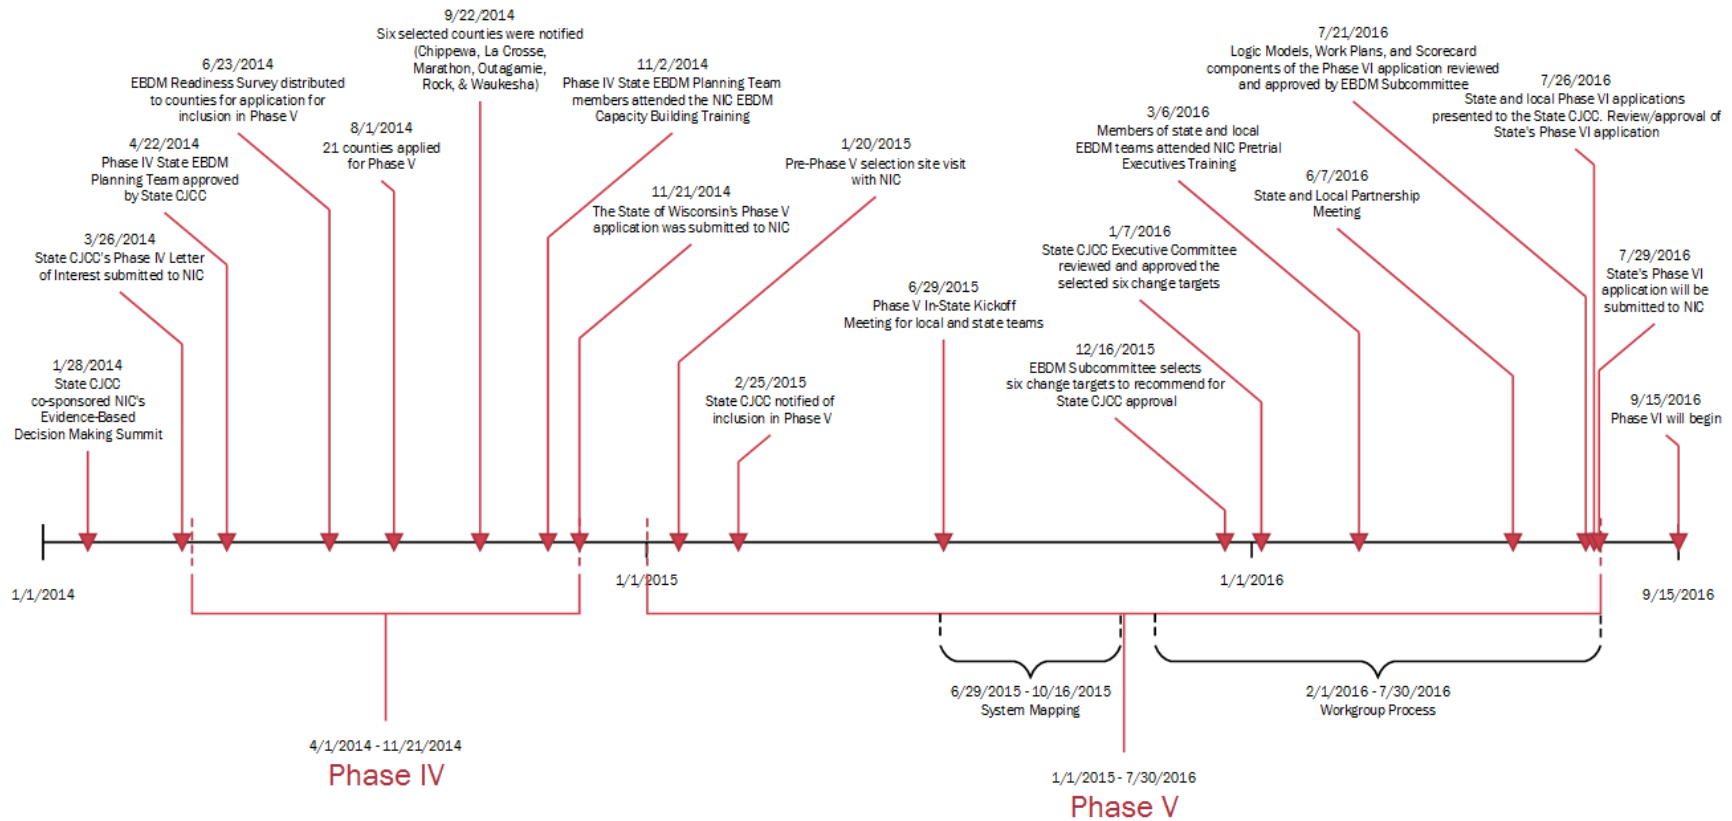 1/28/2014
State CJCC
co-sponsored NIC's
Evidence-Based
Decision Making Summit
3/26/2014
State CJCC's Phase IV Letter
of Interest submitted to NIC
4/22/2014
Phase IV State EBDM
Planning Team approved
by State CJCC
6/23/2014
EBDM Readiness Survey distributed
to counties for application for
inclusion in Phase V
8/1/2014
21 counties applied
for Phase V
9/22/2014
Six selected counties were notified
(Chippewa, La Crosse,
Marathon, Outagamie,
Rock, & Waukesha)
11/2/2014
Phase IV State EBDM Planning Team
members attended the NIC EBDM
Capacity Building Training
11/21/2014
The State of Wisconsin's Phase V
application was submitted to NIC
1/20/2015
Pre-Phase V selection site visit
with NIC
2/25/2015
State CJCC notified of
inclusion in Phase V
6/29/2015
Phase V In-State Kickoff
Meeting for local and state teams
12/16/2015
EBDM Subcommittee selects
six change targets to recommend for
State CJCC approval
1/7/2016
State CJCC Executive Committee
reviewed and approved the
selected six change targets
3/6/2016
Members of state and local
EBDM teams attended NIC Pretrial
Executives Training
6/7/2016
State and Local Partnership
Meeting
7/21/2016
Logic Models, Work Plans, and Scorecard
components of the Phase VI application reviewed
and approved by EBDM Subcommittee
7/26/2016
State and local Phase VI applications
presented to the State CJCC. Review/approval of
State's Phase VI application
7/29/2016
State's Phase VI
application will be
submitted to NIC
9/15/2016
Phase VI will begin
1/1/2014
1/1/2015
1/1/2016
9/15/2016
4/1/2014 - 11/21/2014
Phase IV
6/29/2015 - 10/16/2015
System Mapping
2/1/2016 - 7/30/2016
Workgroup Process
1/1/2015 - 7/30/2016
Phase V